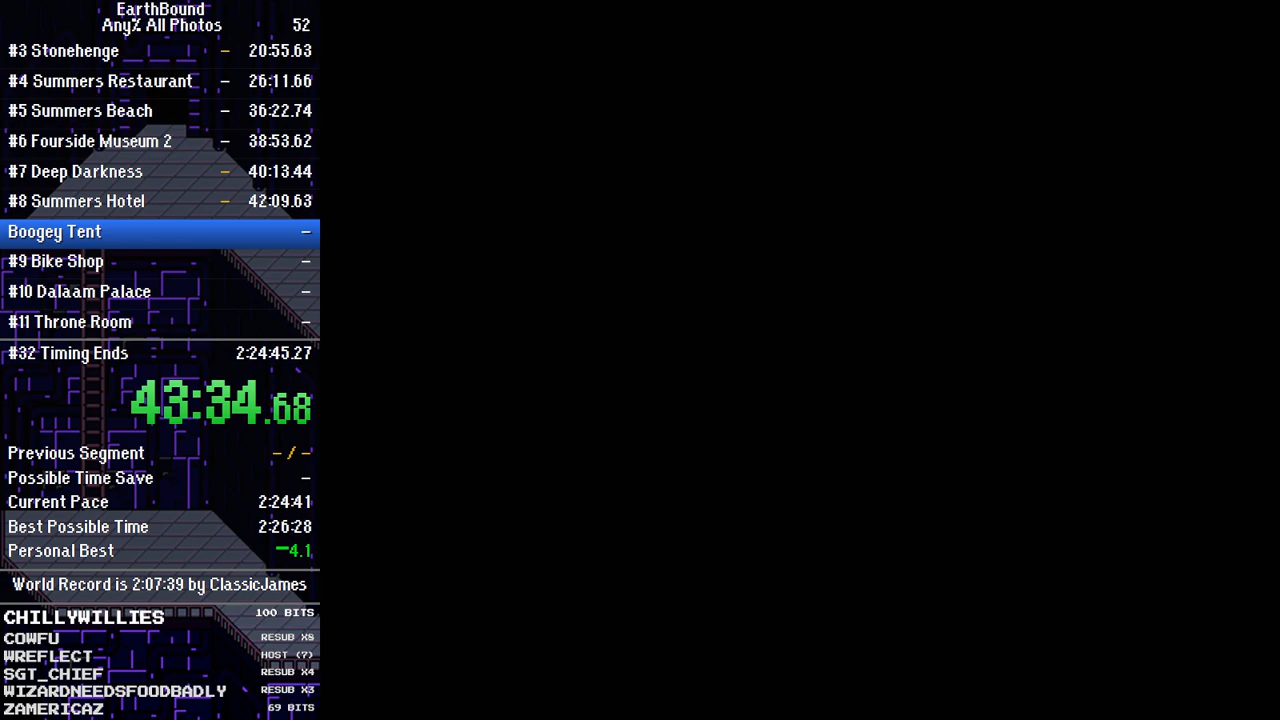 EarthBound
Any% All Photos 52
#3 Stonehenge – 20:55.63
#4 Summers Restaurant – 26:11.66
#5 Summers Beach – 36:22.74
#6 Fourside Museum 2 – 38:53.62
#7 Deep Darkness – 40:13.44
#8 Summers Hotel – 42:09.63
Boogey Tent –
#9 Bike Shop –
#10 Dalaam Palace –
#11 Throne Room –
#32 Timing Ends 2:24:45.27
43:34.68
Previous Segment – / –
Possible Time Save –
Current Pace 2:24:41
Best Possible Time 2:26:28
Personal Best −4.1
World Record is 2:07:39 by ClassicJames
CHILLYWILLIES 100 BITS
COWFU RESUB X8
WREFLECT HOST (7)
SGT_CHIEF RESUB X4
WIZARDNEEDSFOODBADLY RESUB X3
ZAMERICAZ 69 BITS